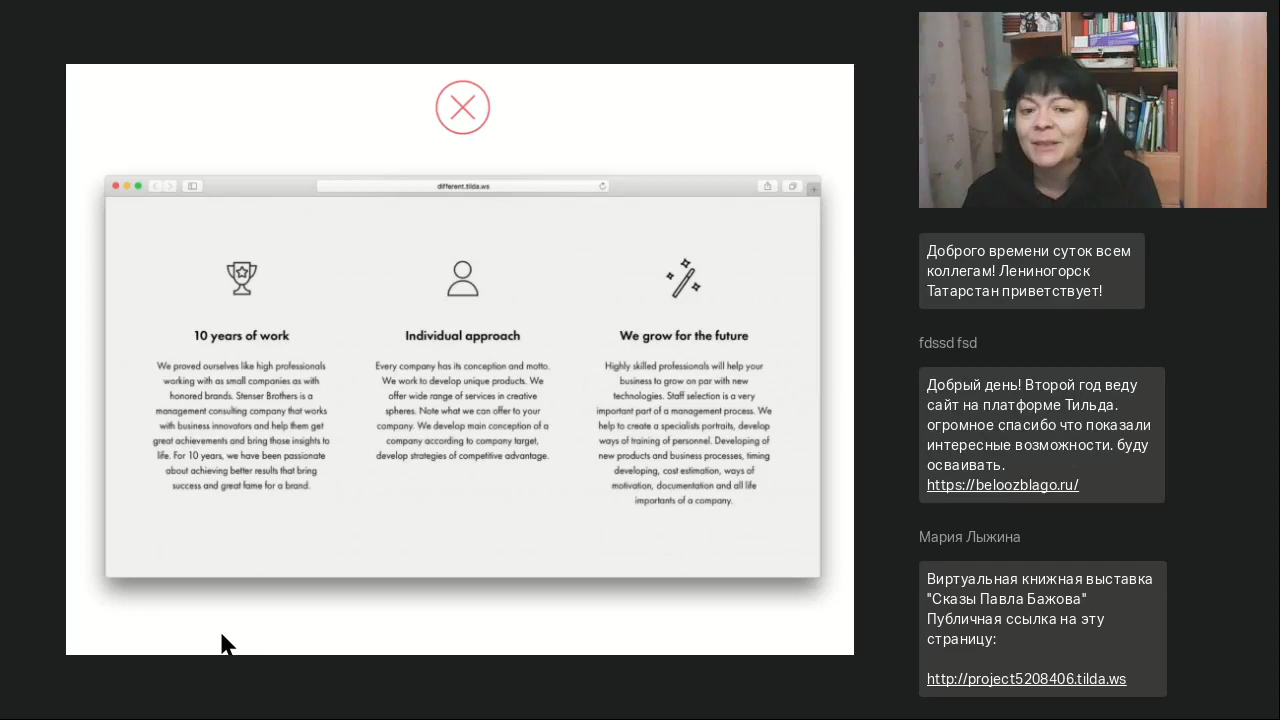 different.tilda.ws
10 years of work
We proved ourselves like high professionals
working with as small companies as with
honored brands. Stenser Brothers is a
management consulting company that works
with business innovators and help them get
great achievements and bring those insights to
life. For 10 years, we have been passionate
about achieving better results that bring
success and great fame for a brand.
Individual approach
Every company has its conception and motto.
We work to develop unique products. We
offer wide range of services in creative
spheres. Note what we can offer to your
company. We develop main conception of a
company according to company target,
develop strategies of competitive advantage.
We grow for the future
Highly skilled professionals will help your
business to grow on par with new
technologies. Staff selection is a very
important part of a management process. We
help to create a specialists portraits, develop
ways of training of personnel. Developing of
new products and business processes, timing
developing, cost estimation, ways of
motivation, documentation and all life
importants of a company.
Доброго времени суток всем
коллегам! Лениногорск
Татарстан приветствует!
fdssd fsd
Добрый день! Второй год веду
сайт на платформе Тильда.
огромное спасибо что показали
интересные возможности. буду
осваивать.
https://beloozblago.ru/
Мария Лыжина
Виртуальная книжная выставка
"Сказы Павла Бажова"
Публичная ссылка на эту
страницу:
http://project5208406.tilda.ws